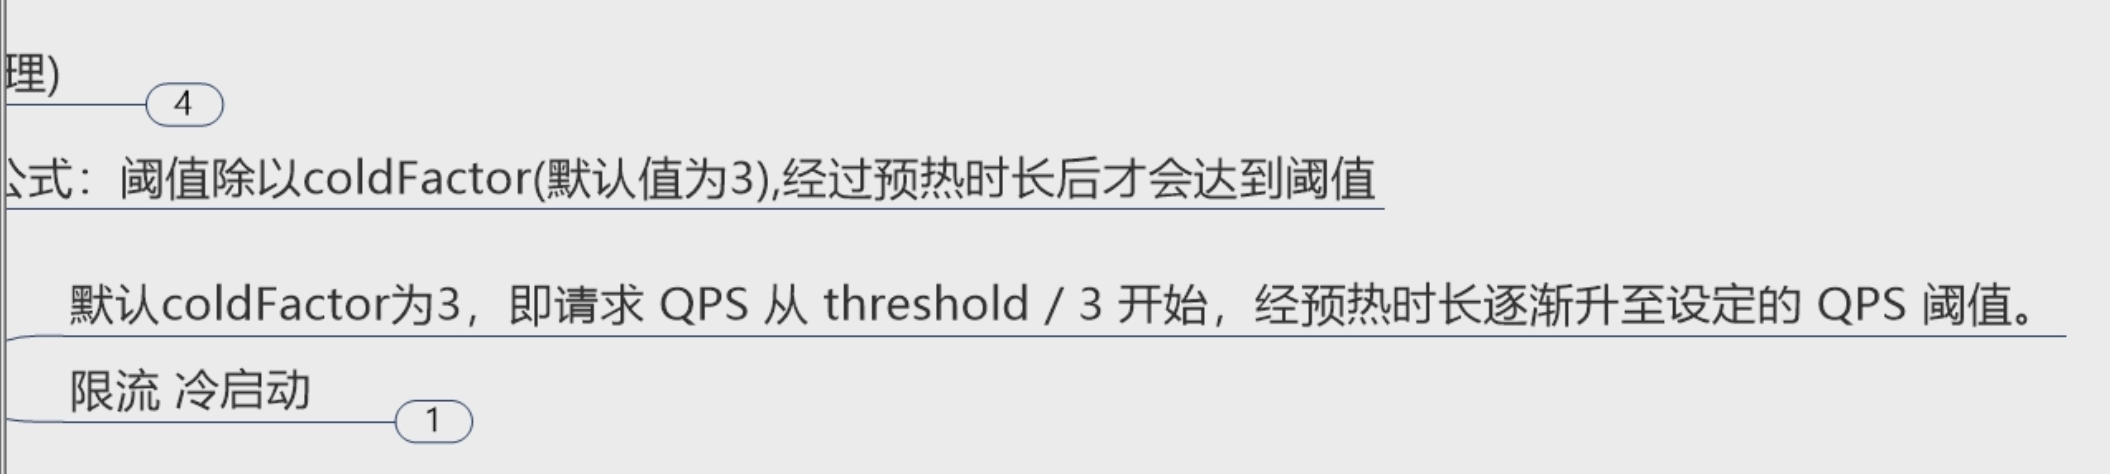 理)
4
公式：阈值除以coldFactor(默认值为3),经过预热时长后才会达到阈值
默认coldFactor为3，即请求 QPS 从 threshold / 3 开始，经预热时长逐渐升至设定的 QPS 阈值。
限流 冷启动
1